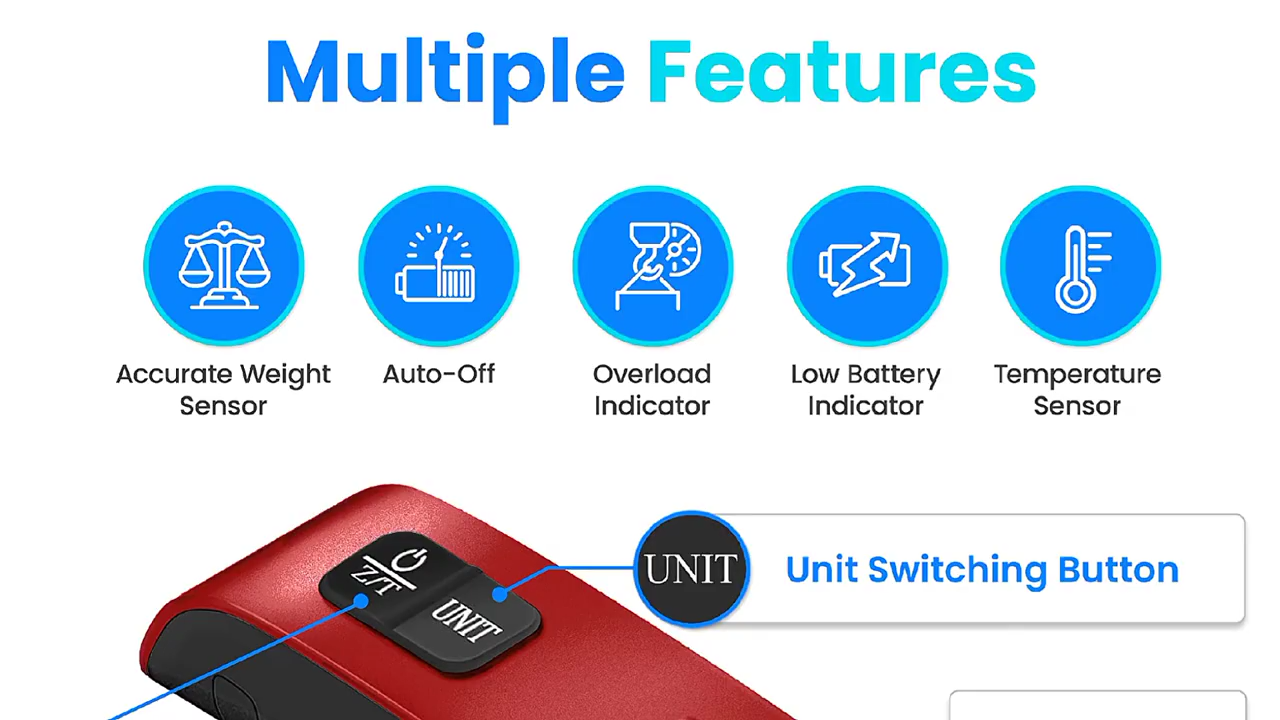 Multiple Features
Accurate Weight
Sensor
Auto-Off
Overload
Indicator
Low Battery
Indicator
Temperature
Sensor
Z/T
UNIT
UNIT
Unit Switching Button